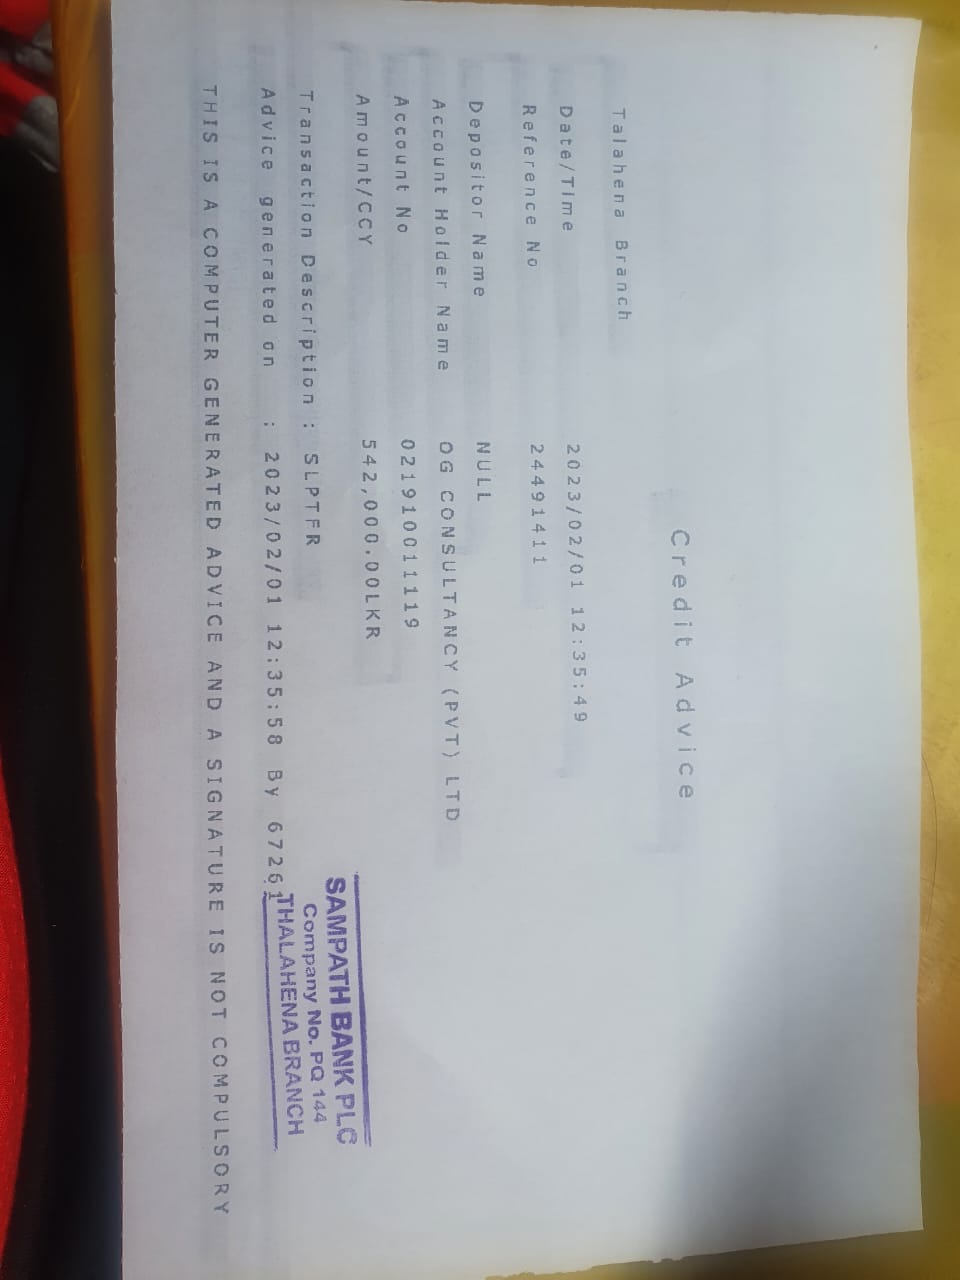 Credit Advice
Talahena Branch
Date/Time 2023/02/01 12:35:49
Reference No 24491411
Depositor Name NULL
Account Holder Name OG CONSULTANCY (PVT) LTD
Account No 021910011119
Amount/CCY 542,000.00LKR
Transaction Description : SLPTFR
Advice generated on : 2023/02/01 12:35:58 By 67261
THIS IS A COMPUTER GENERATED ADVICE AND A SIGNATURE IS NOT COMPULSORY
SAMPATH BANK PLC
Company No. PQ 144
THALAHENA BRANCH